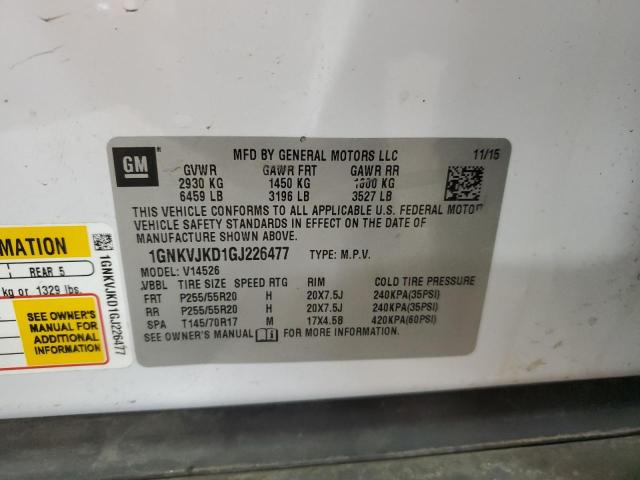 GM
MFD BY GENERAL MOTORS LLC 11/15
GVWR GAWR FRT GAWR RR
2930 KG 1450 KG 1600 KG
6459 LB 3196 LB 3527 LB
THIS VEHICLE CONFORMS TO ALL APPLICABLE U.S. FEDERAL MOTOR
VEHICLE SAFETY STANDARDS IN EFFECT ON THE DATE OF
MANUFACTURE SHOWN ABOVE.
1GNKVJKD1GJ226477 TYPE: M.P.V.
MODEL: V14526
VBBL TIRE SIZE SPEED RTG RIM COLD TIRE PRESSURE
FRT P255/55R20 H 20X7.5J 240KPA(35PSI)
RR P255/55R20 H 20X7.5J 240KPA(35PSI)
SPA T145/70R17 M 17X4.5B 420KPA(60PSI)
SEE OWNER'S MANUAL FOR MORE INFORMATION.
RMATION
REAR 5
kg or 1329 lbs.
SEE OWNER'S
MANUAL FOR
ADDITIONAL
INFORMATION
1GNKVJKD1GJ226477